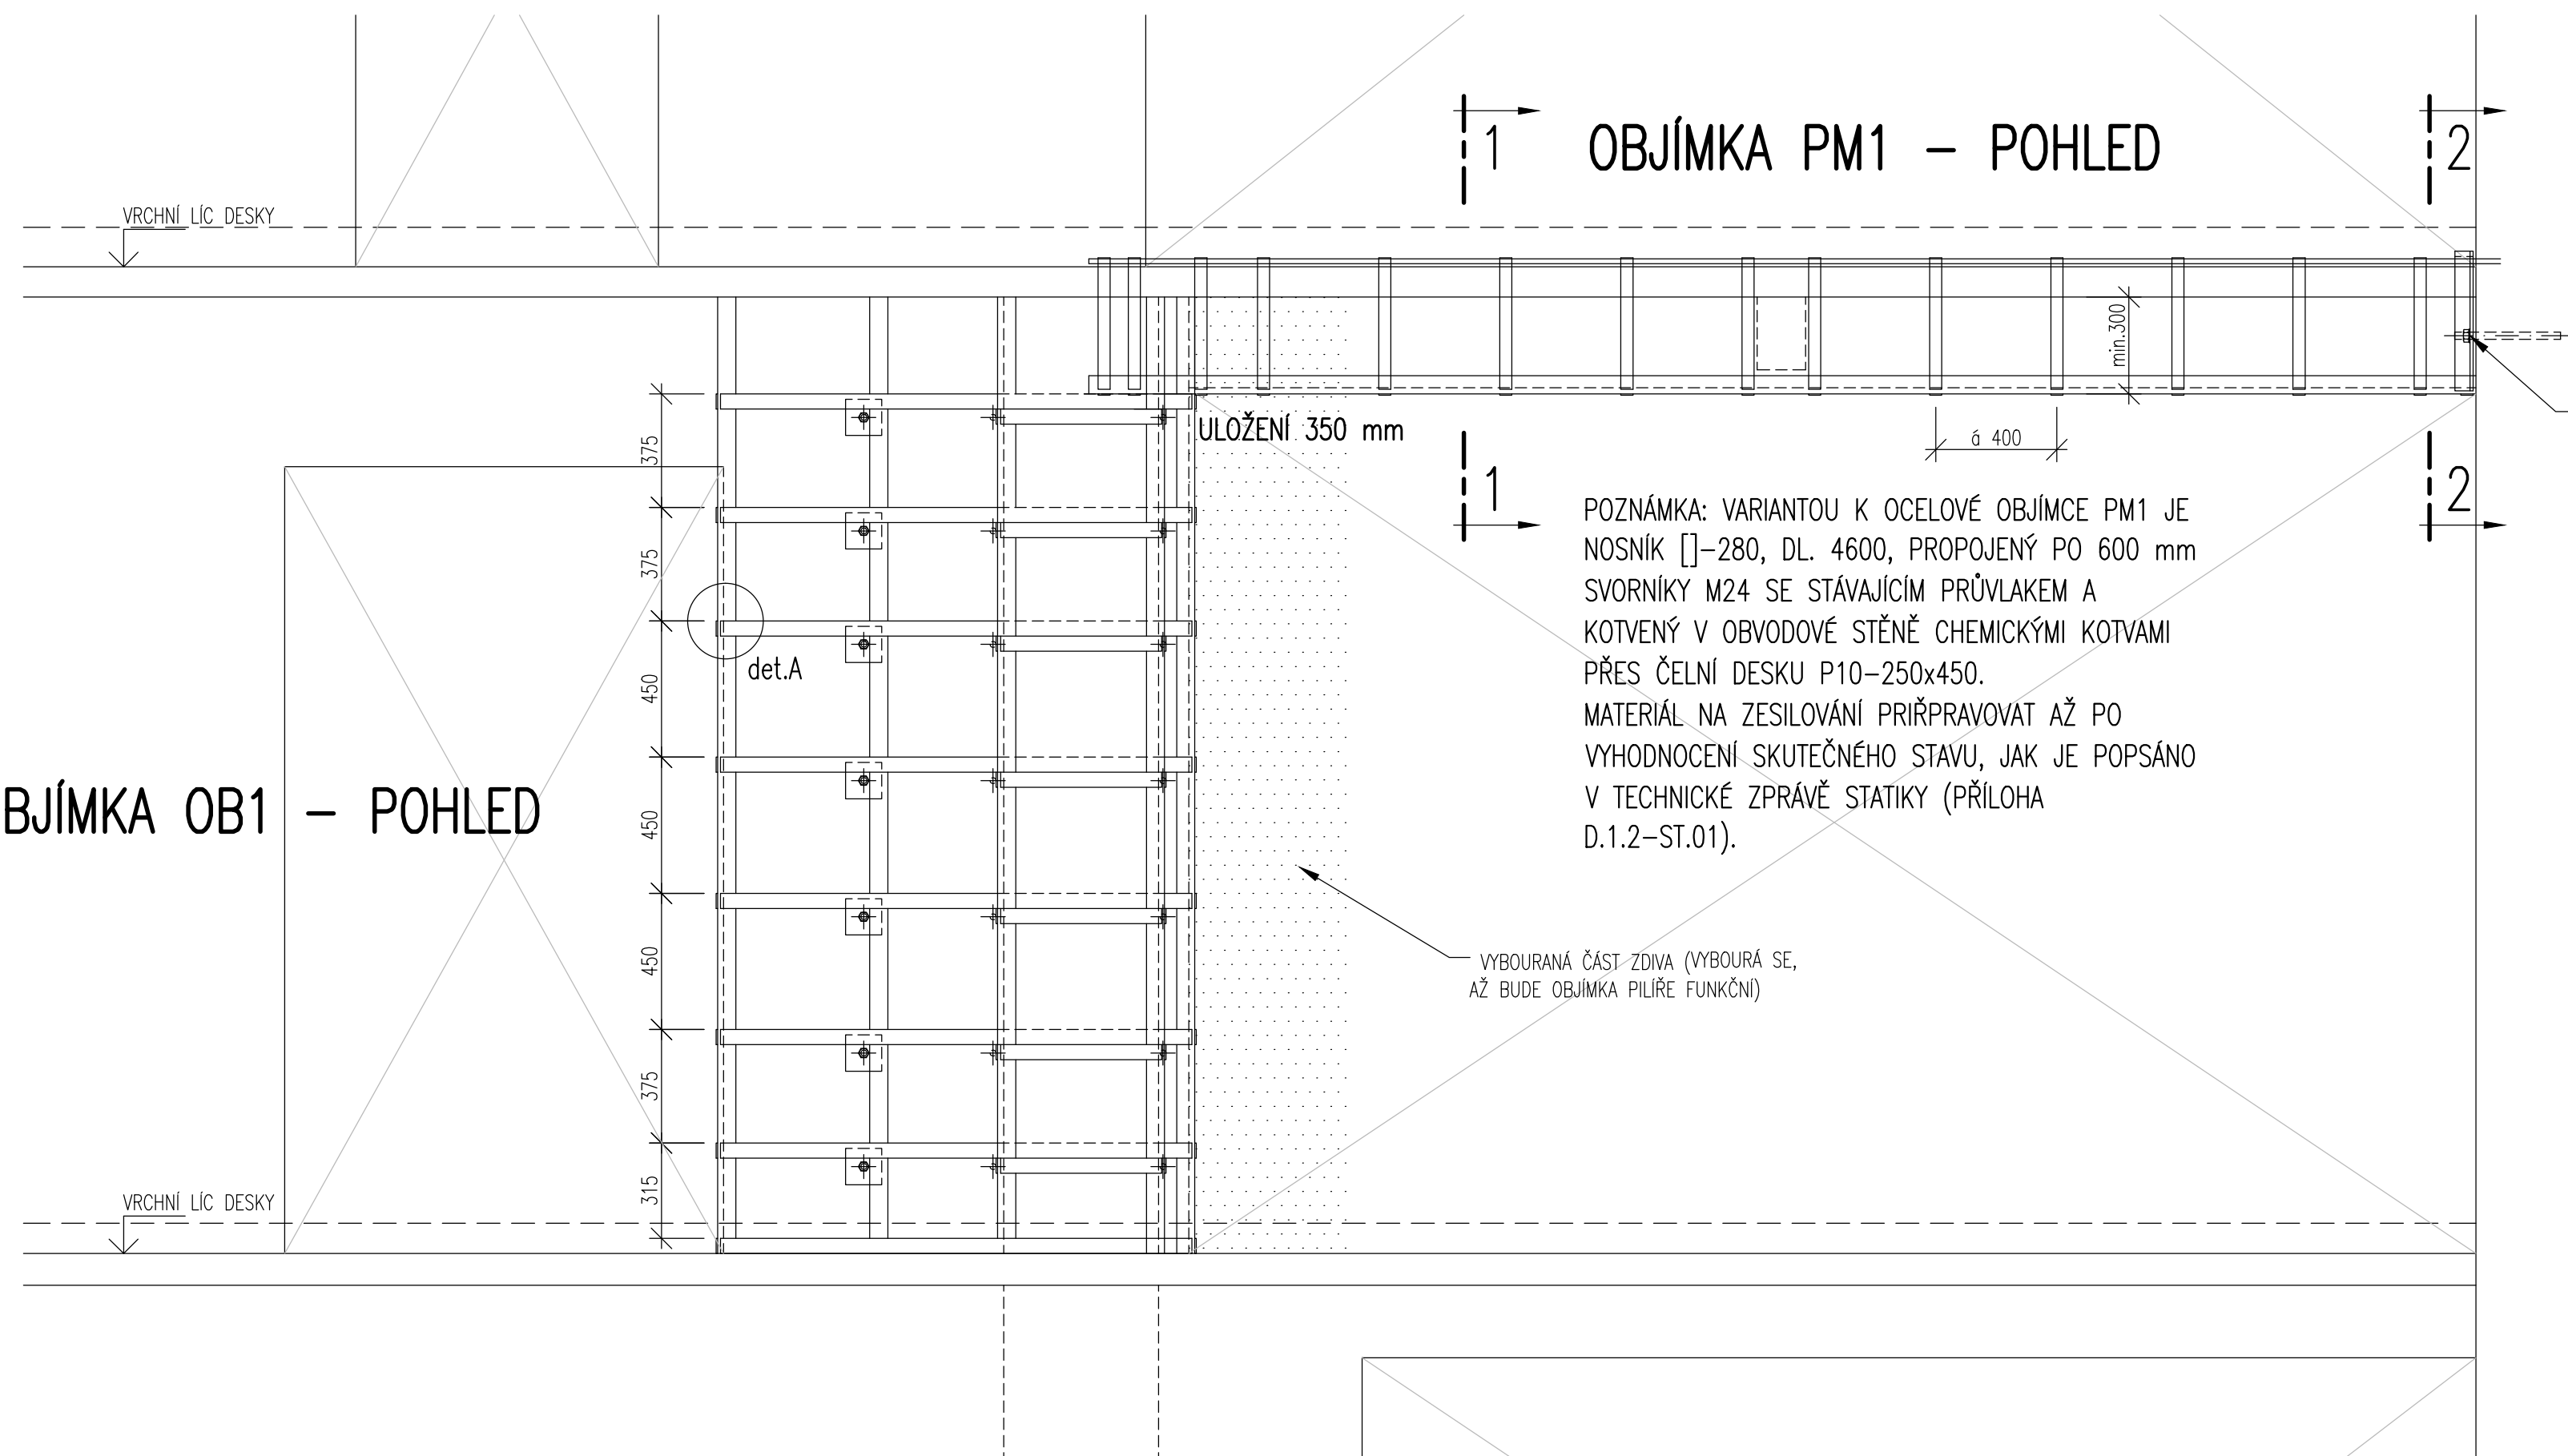 OBJÍMKA PM1 – POHLED
1
2
VRCHNÍ LÍC DESKY
min.300
ULOŽENÍ 350 mm
á 400
1
2
375
375
450
450
450
375
315
det.A
POZNÁMKA: VARIANTOU K OCELOVÉ OBJÍMCE PM1 JE
NOSNÍK []–280, DL. 4600, PROPOJENÝ PO 600 mm
SVORNÍKY M24 SE STÁVAJÍCÍM PRŮVLAKEM A
KOTVENÝ V OBVODOVÉ STĚNĚ CHEMICKÝMI KOTVAMI
PŘES ČELNÍ DESKU P10–250x450.
MATERIÁL NA ZESILOVÁNÍ PRIŘPRAVOVAT AŽ PO
VYHODNOCENÍ SKUTEČNÉHO STAVU, JAK JE POPSÁNO
V TECHNICKÉ ZPRÁVĚ STATIKY (PŘÍLOHA
D.1.2–ST.01).
BJÍMKA OB1 – POHLED
VYBOURANÁ ČÁST ZDIVA (VYBOURÁ SE,
AŽ BUDE OBJÍMKA PILÍŘE FUNKČNÍ)
VRCHNÍ LÍC DESKY